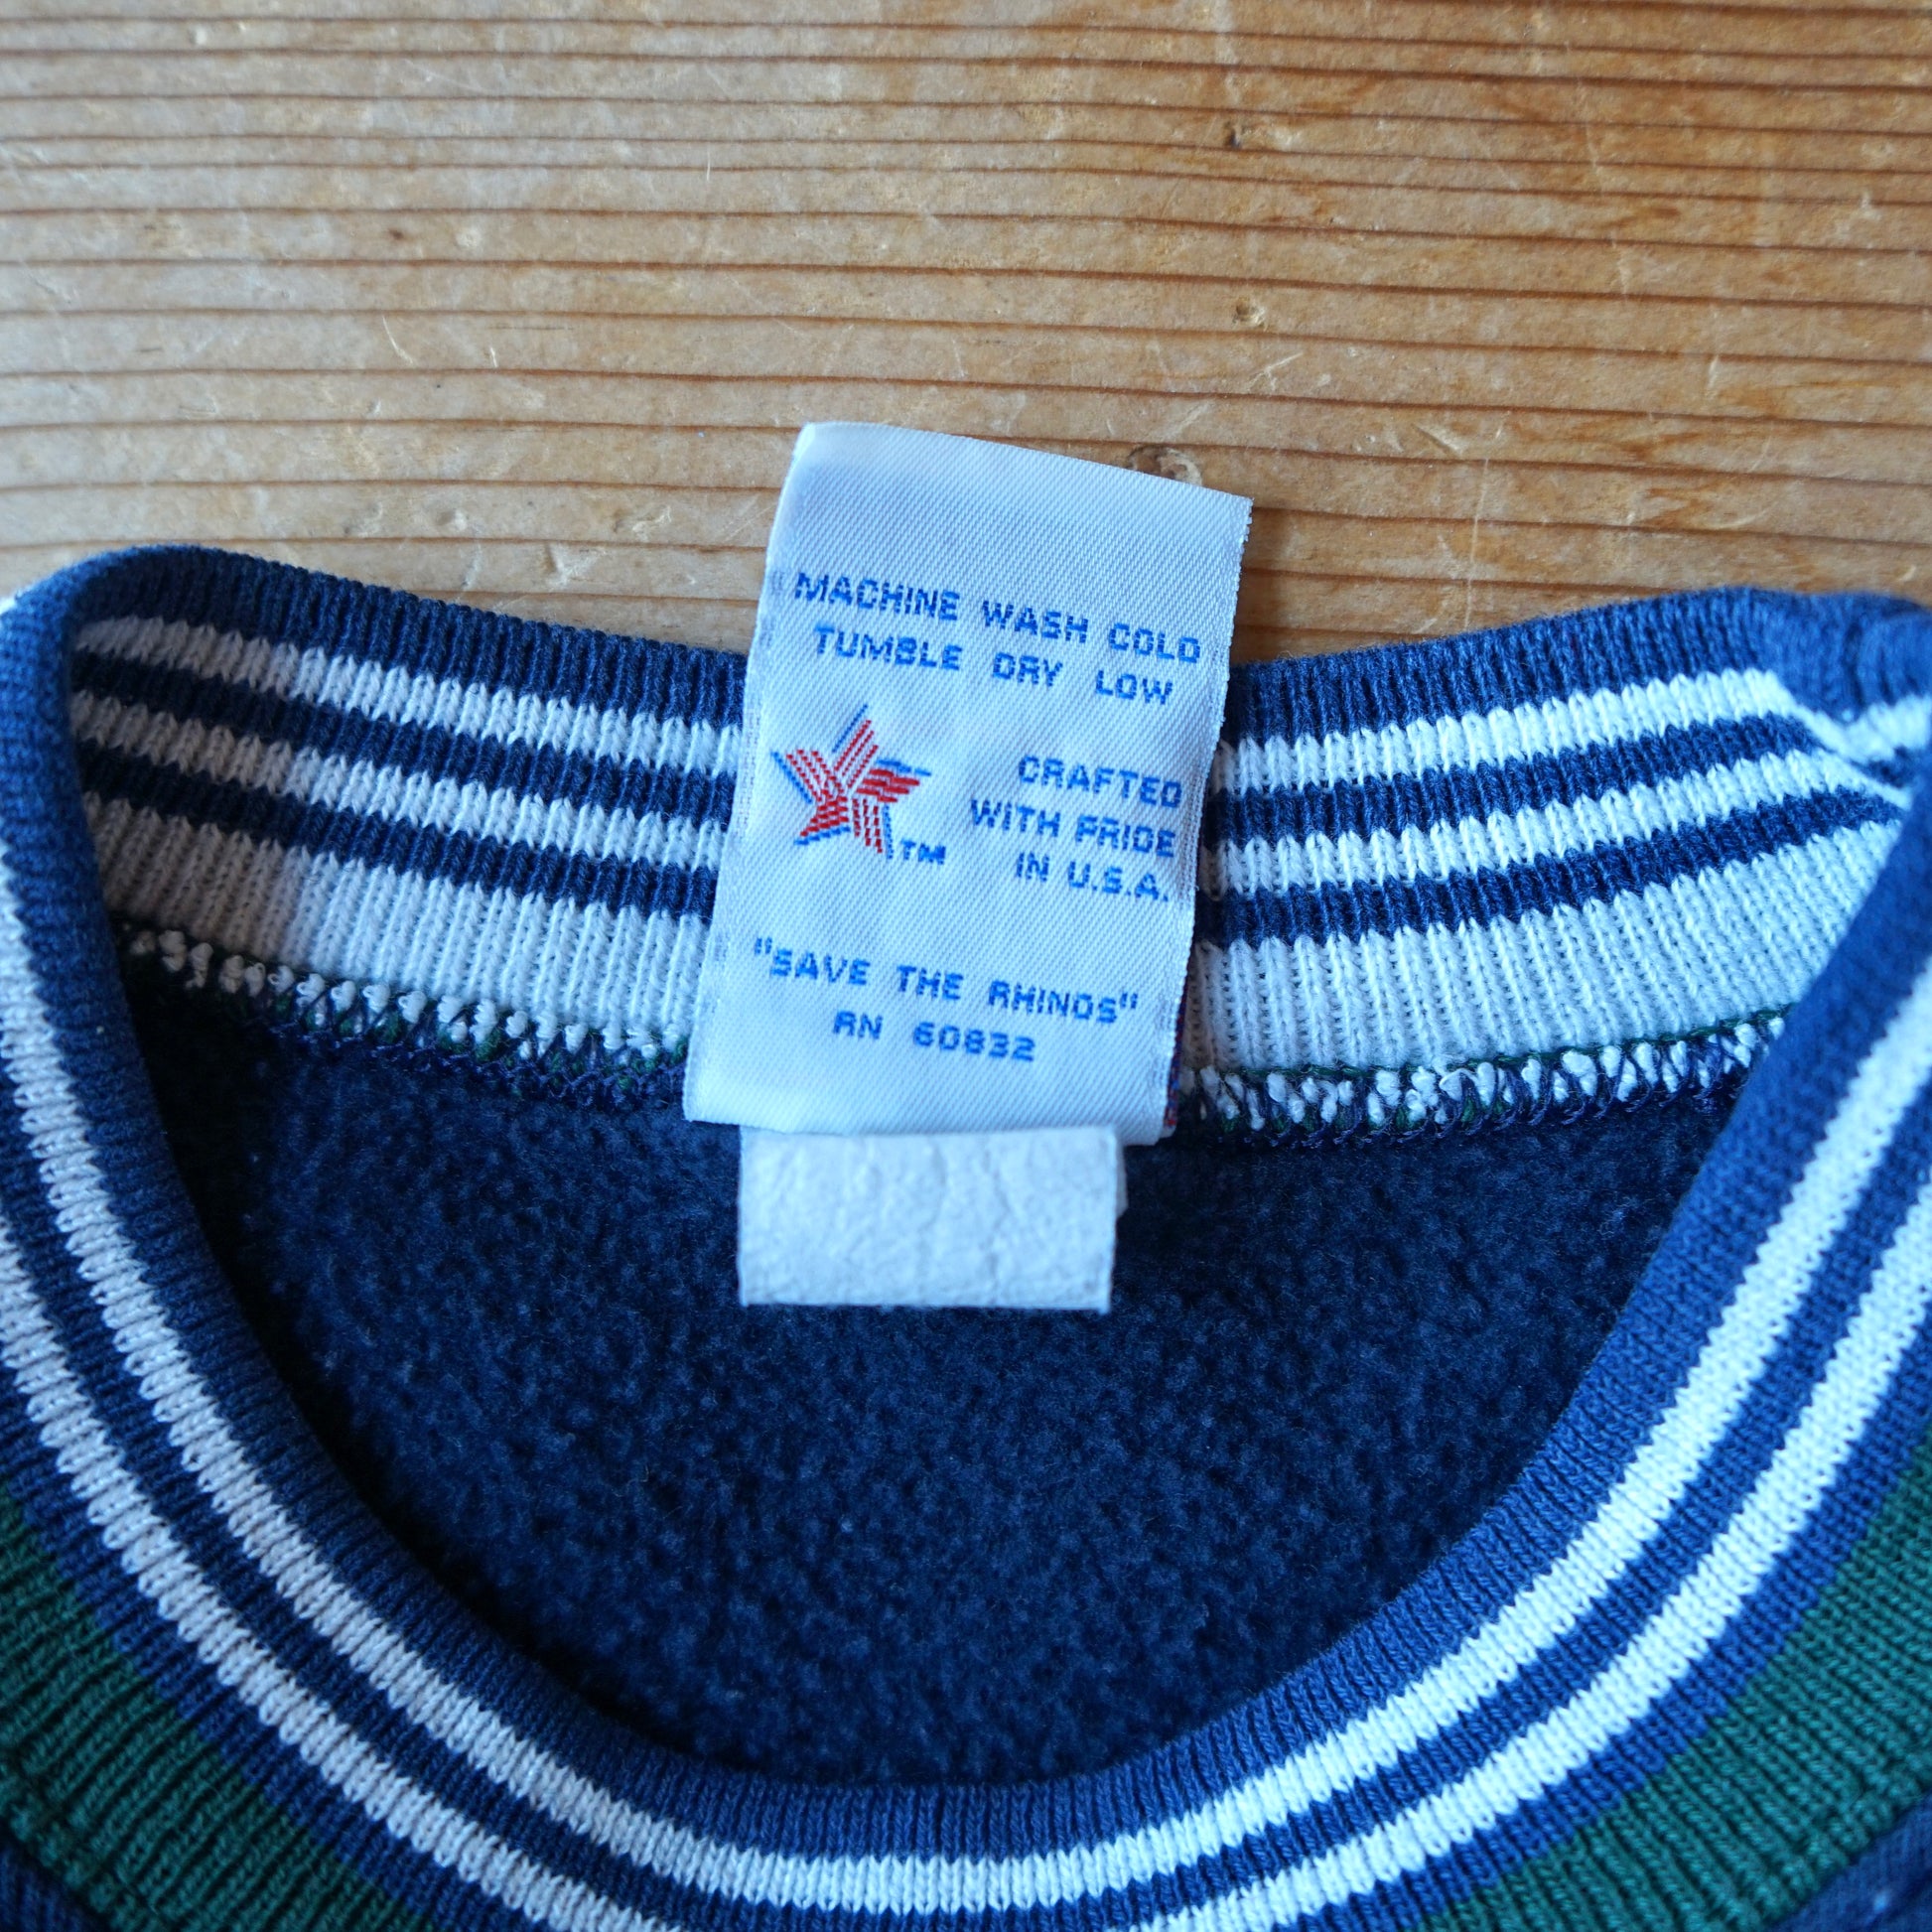 MACHINE WASH COLD
TUMBLE DRY LOW
CRAFTED
WITH PRIDE
IN U.S.A.
TM
"SAVE THE RHINOS"
RN 60832